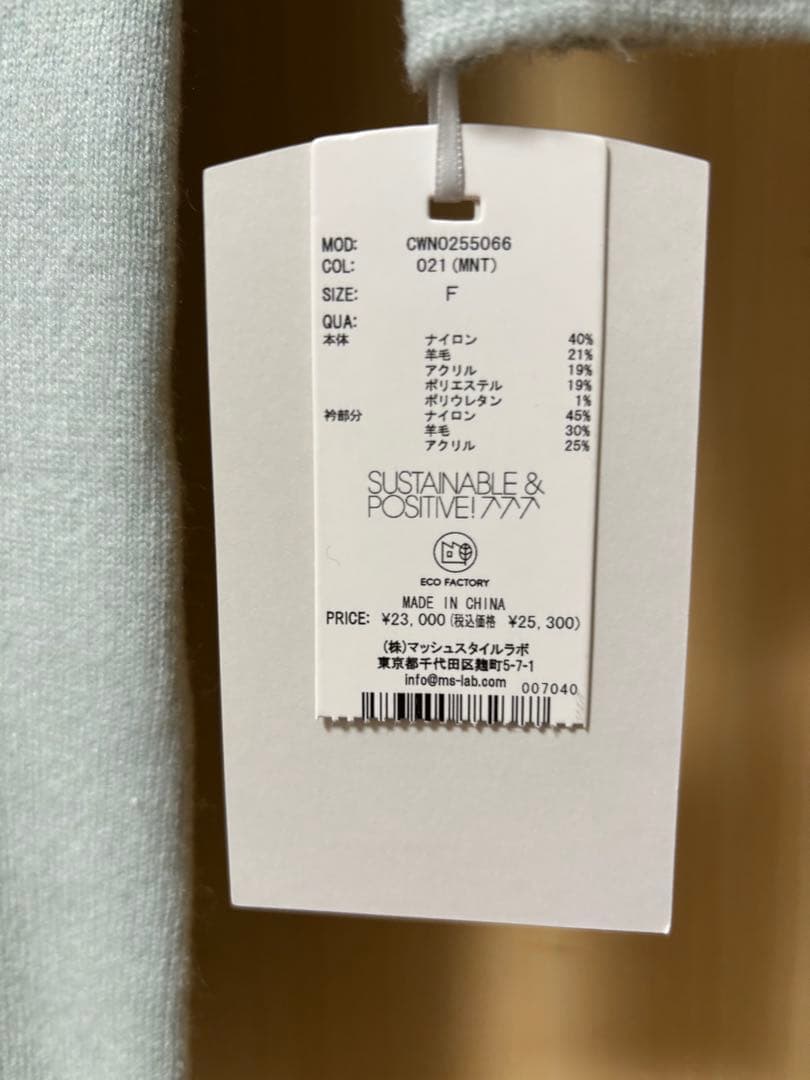 MOD: CWNO255066
COL: 021(MNT)
SIZE: F
QUA:
本体 ナイロン 40%
羊毛 21%
アクリル 19%
ポリエステル 19%
ポリウレタン 1%
衿部分 ナイロン 45%
羊毛 30%
アクリル 25%
SUSTAINABLE &
POSITIVE!
ECO FACTORY
MADE IN CHINA
PRICE: ¥23,000(税込価格 ¥25,300)
(株)マッシュスタイルラボ
東京都千代田区麹町5-7-1
info@ms-lab.com 007040